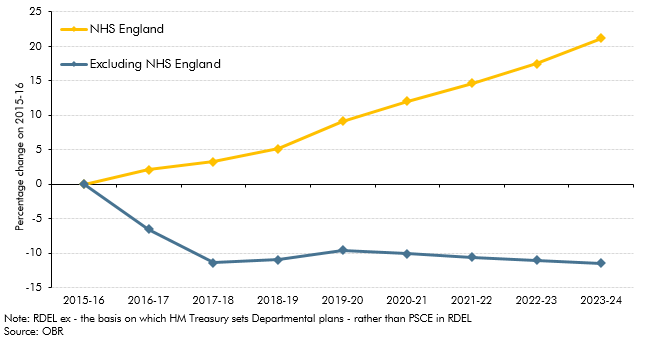 25
20
15
10
5
0
-5
-10
-15
Percentage change on 2015-16
NHS England
Excluding NHS England
2015-16 2016-17 2017-18 2018-19 2019-20 2020-21 2021-22 2022-23 2023-24
Note: RDEL ex - the basis on which HM Treasury sets Departmental plans - rather than PSCE in RDEL
Source: OBR